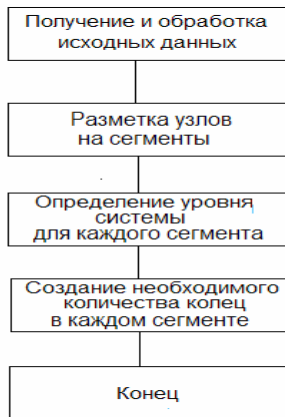 Получение и обработка
исходных данных
Разметка узлов
на сегменты
Определение уровня
системы
для каждого сегмента
Создание необходимого
количества колец
в каждом сегменте
Конец